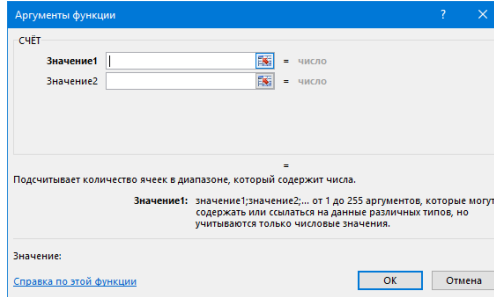 Аргументы функции ?
СЧЁТ
Значение1 = число
Значение2 = число
=
Подсчитывает количество ячеек в диапазоне, который содержит числа.
Значение1: значение1;значение2;... от 1 до 255 аргументов, которые могут
содержать или ссылаться на данные различных типов, но
учитываются только числовые значения.
Значение:
Справка по этой функции
ОК Отмена